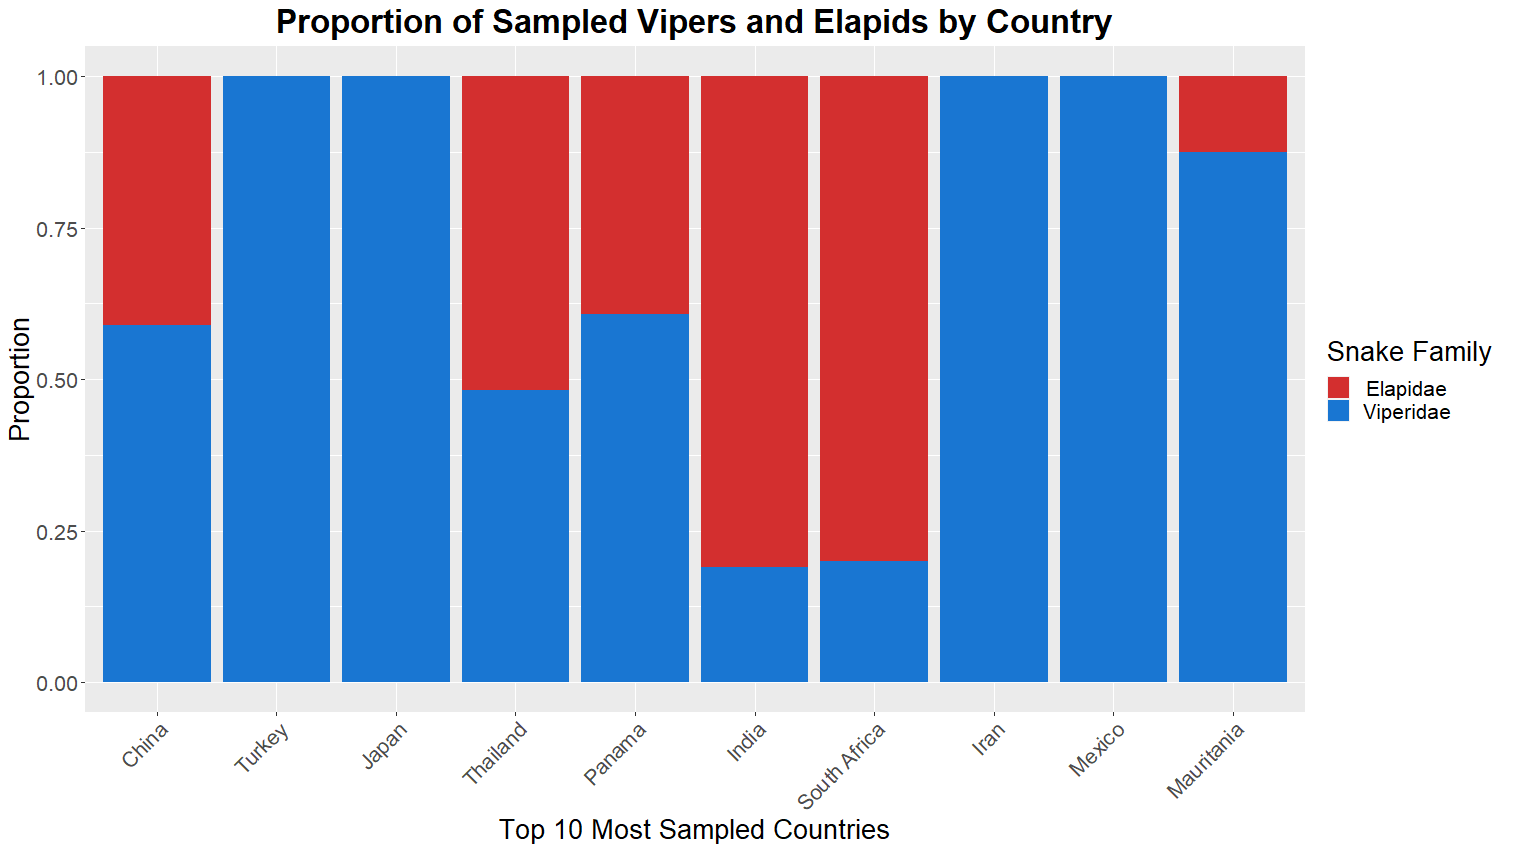 Proportion of Sampled Vipers and Elapids by Country
1.00
0.75
0.50
0.25
0.00
Proportion
China
Turkey
Japan
Thailand
Panama
India
South Africa
Iran
Mexico
Mauritania
Top 10 Most Sampled Countries
Snake Family
Elapidae
Viperidae